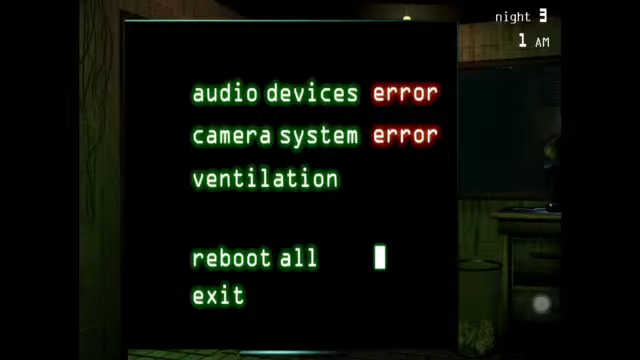 night 3
1 AM
audio devices error
camera system error
ventilation
reboot all
exit